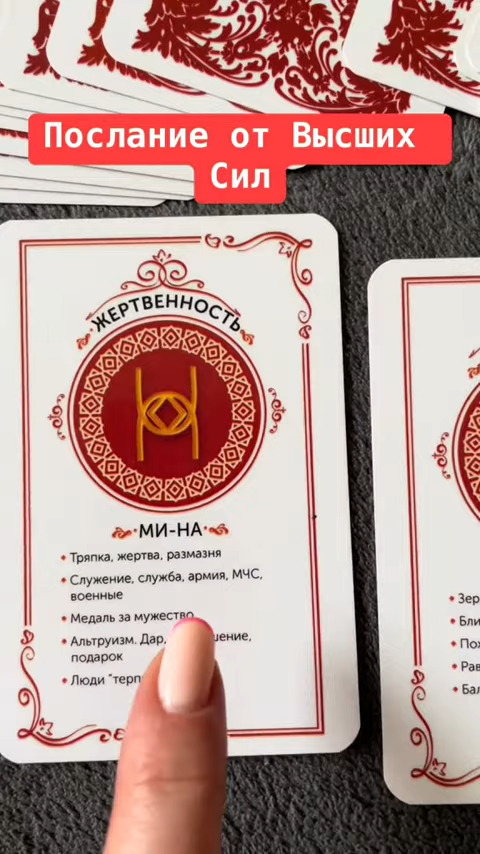 Послание от Высших
Сил
ЖЕРТВЕННОСТЬ
МИ-НА
Тряпка, жертва, размазня
Служение, служба, армия, МЧС,
военные
Медаль за мужество
Альтруизм. Дар,
подарок
Люди